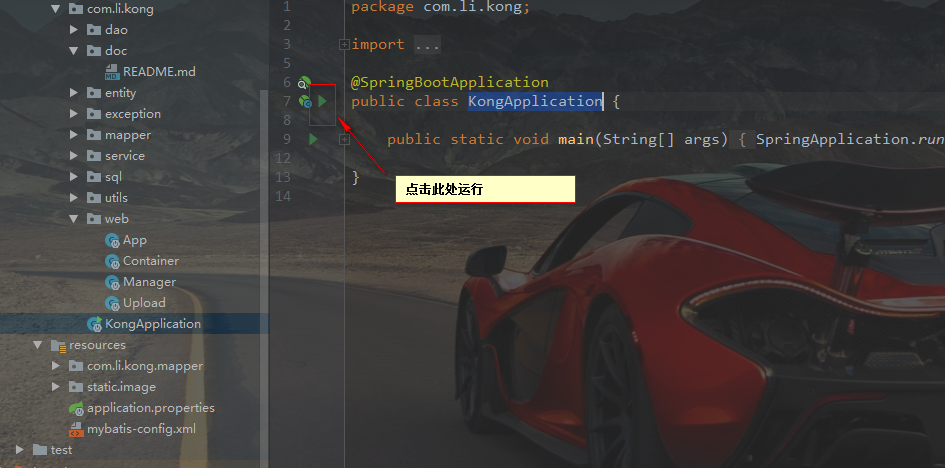 com.li.kong
dao
doc
README.md
entity
exception
mapper
service
sql
utils
web
App
Container
Manager
Upload
KongApplication
resources
com.li.kong.mapper
static.image
application.properties
mybatis-config.xml
test
1 package com.li.kong;
2
3 import ...
5
6 @SpringBootApplication
7 public class KongApplication {
8
9 public static void main(String[] args) { SpringApplication.run
12
13 }
14
点击此处运行